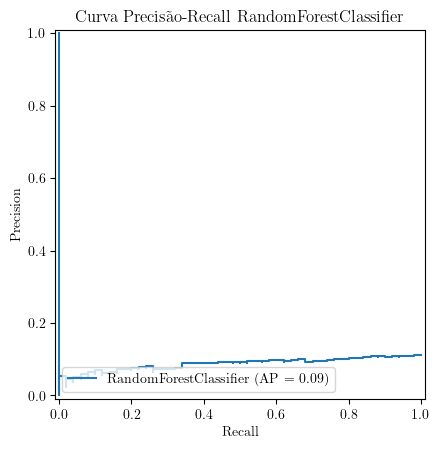 Curva Precisão-Recall RandomForestClassifier
1.0
0.8
0.6
0.4
0.2
0.0
Precision
RandomForestClassifier (AP = 0.09)
0.0 0.2 0.4 0.6 0.8 1.0
Recall